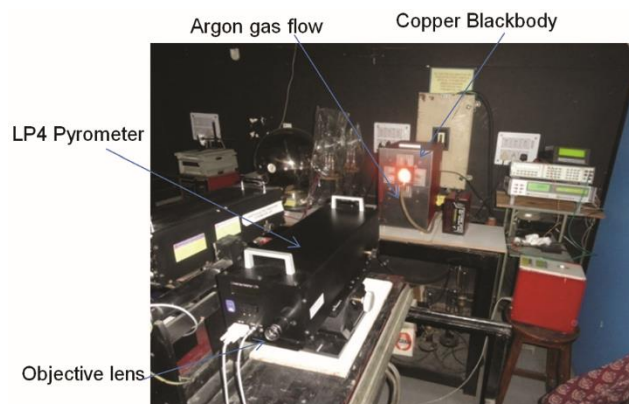 Argon gas flow
Copper Blackbody
LP4 Pyrometer
Objective lens